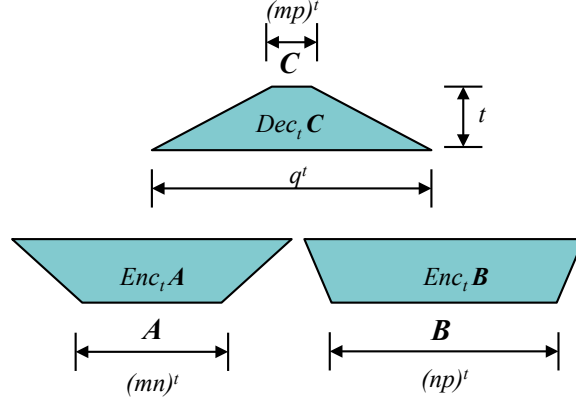 (mp)^t
C
Dec_t C
t
q^t
Enc_t A
Enc_t B
A
B
(mn)^t
(np)^t